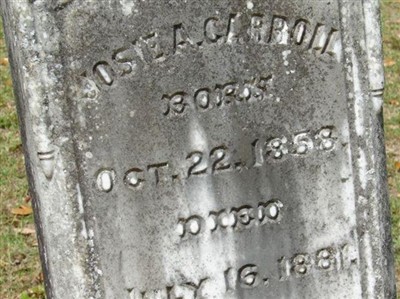 JOSIE A. CARROLL
BORN
OCT. 22. 1858.
DIED
JULY 16. 1881.